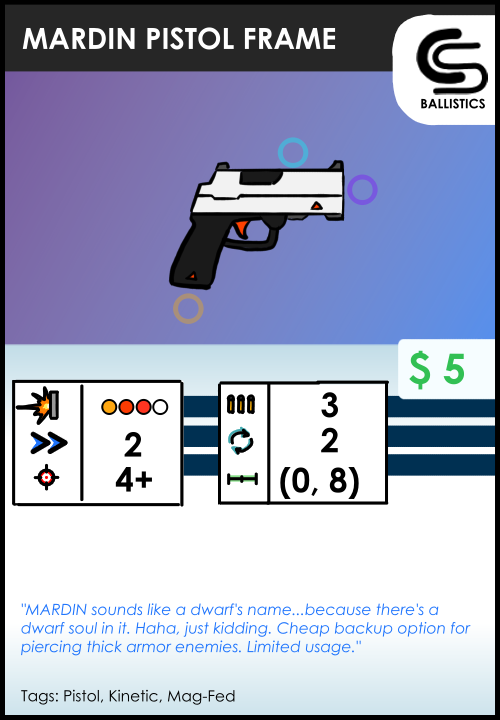 MARDIN PISTOL FRAME
CS
BALLISTICS
$ 5
2
4+
3
2
(0, 8)
"MARDIN sounds like a dwarf's name...because there's a
dwarf soul in it. Haha, just kidding. Cheap backup option for
piercing thick armor enemies. Limited usage."
Tags: Pistol, Kinetic, Mag-Fed